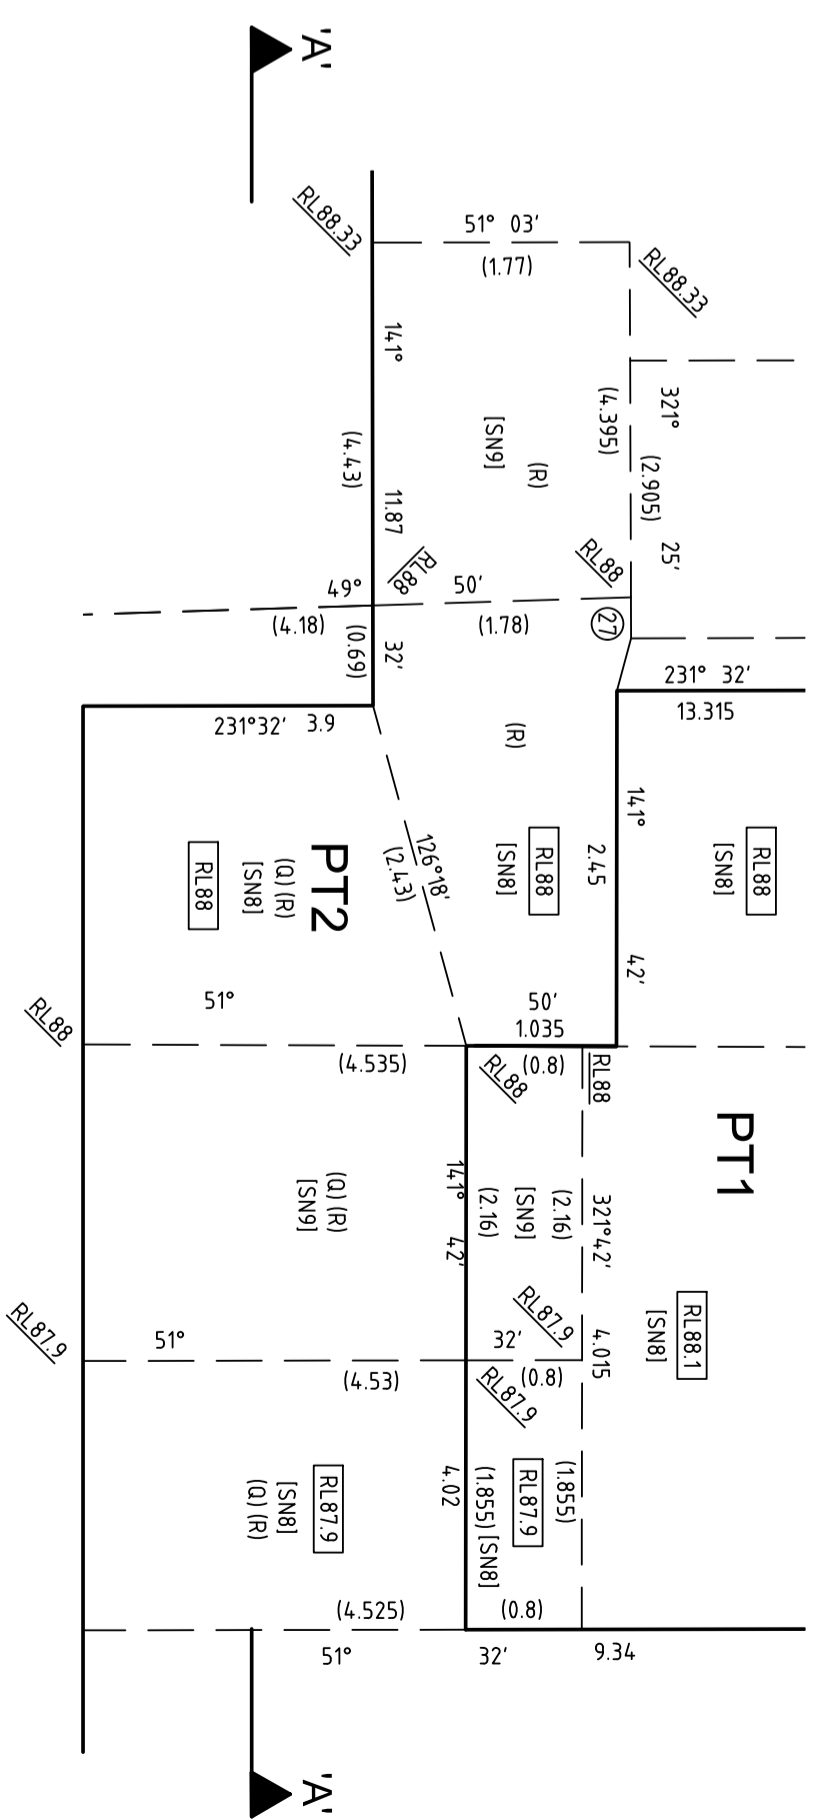 'A'
RL88.33
51° 03'
(1.77)
RL88.33
141°
11.87
32'
(4.43)
(0.69)
321°
25'
(2.905)
(4.395)
(R)
[SN9]
RL88
RL88
49°
50'
(4.18)
(1.78)
27
231° 32'
13.315
231°32' 3.9
(R)
126°18'
(2.43)
141°
42'
2.45
RL88
[SN8]
RL88
[SN8]
PT2
(Q) (R)
[SN8]
RL88
51°
50'
1.035
RL88
(4.535)
(0.8)
RL88
RL88
PT1
(Q) (R)
[SN9]
141°
42'
4.02
321°42'
4.015
(2.16)
[SN9]
(2.16)
RL88.1
[SN8]
RL87.9
RL87.9
51°
32'
(4.53)
(0.8)
RL87.9
RL87.9
[SN8]
(Q) (R)
(1.855)
RL87.9
(1.855) [SN8]
(4.525)
(0.8)
51°
32'
9.34
'A'